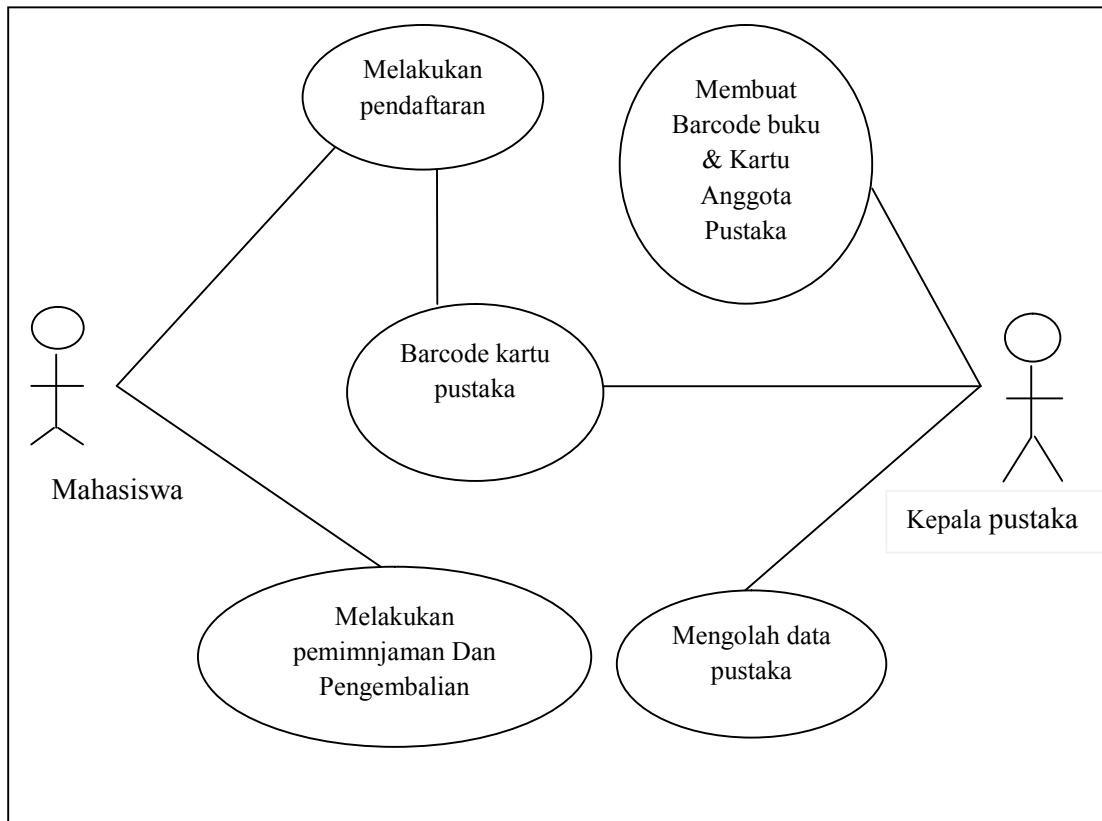 Melakukan
pendaftaran
Membuat
Barcode buku
& Kartu
Anggota
Pustaka
Barcode kartu
pustaka
Mahasiswa
Kepala pustaka
Melakukan
pemimnjaman Dan
Pengembalian
Mengolah data
pustaka